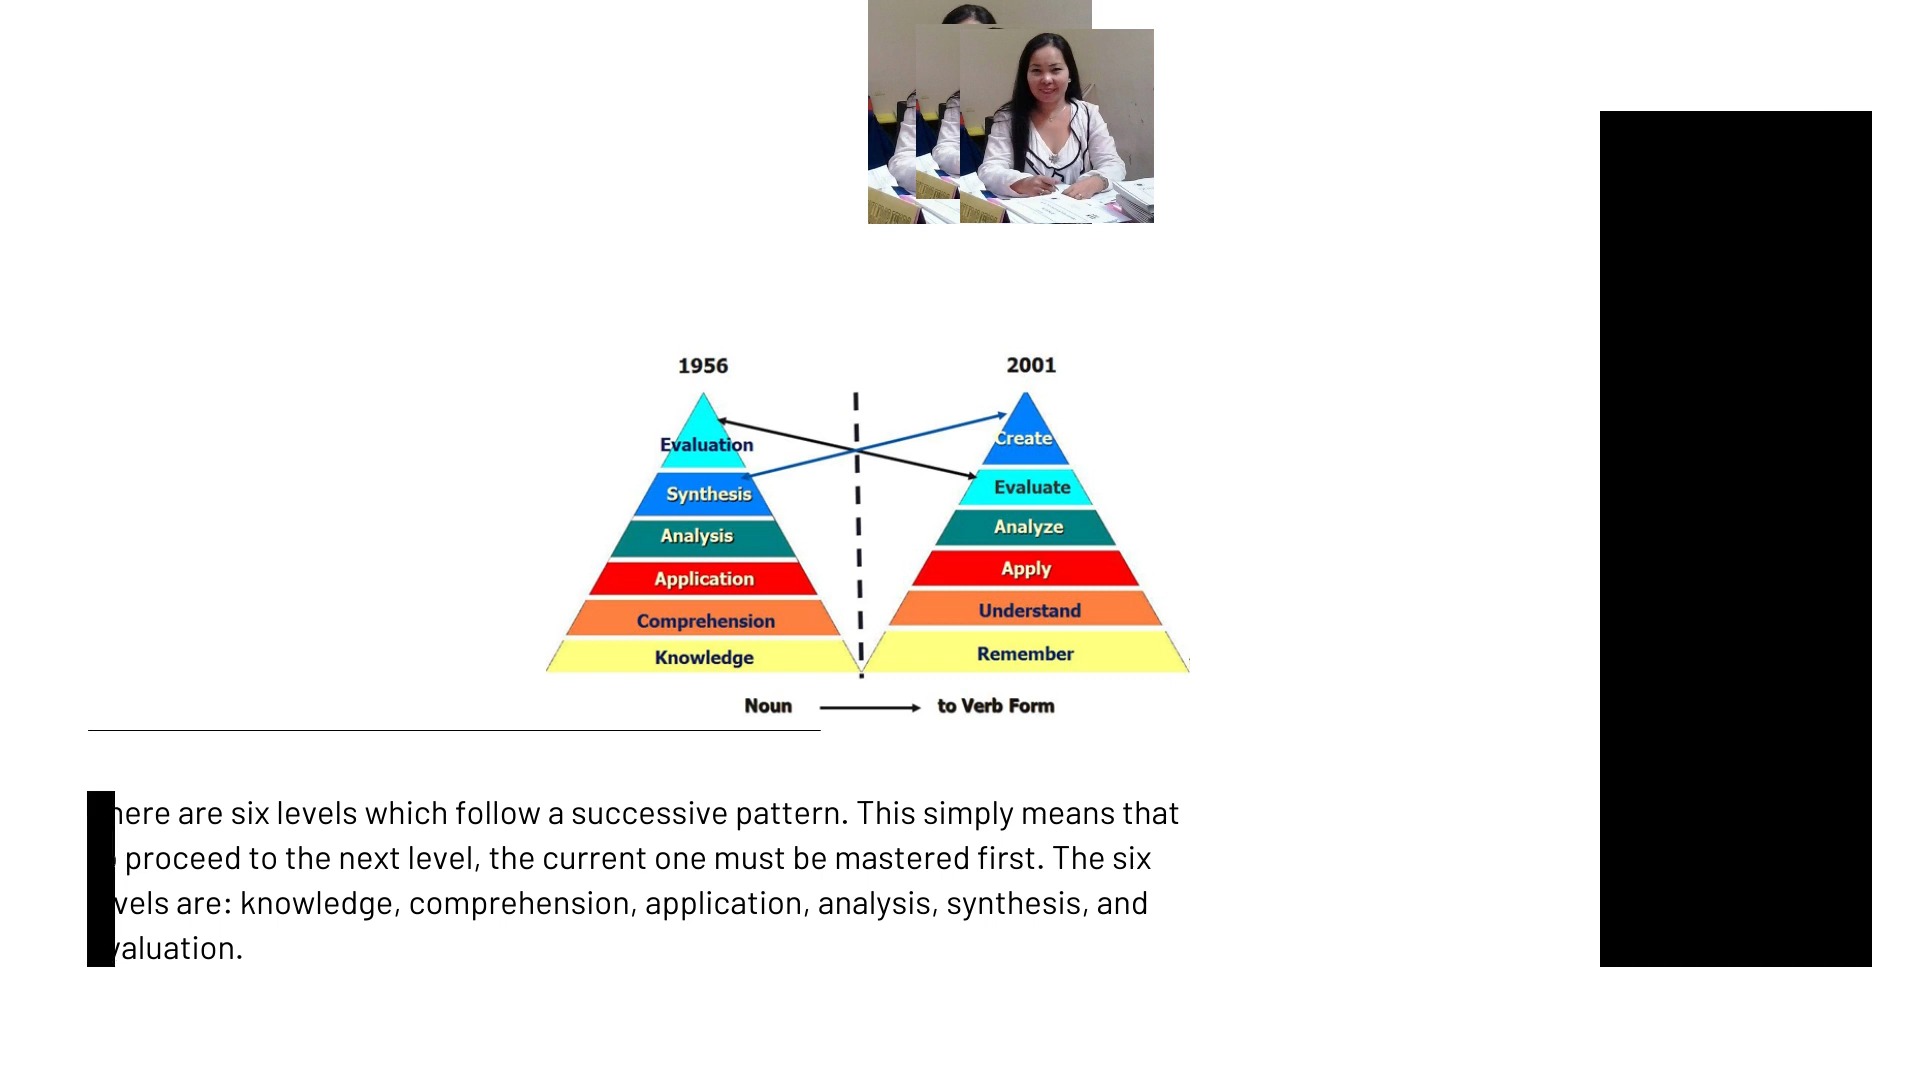 1956
2001
Evaluation
Synthesis
Analysis
Application
Comprehension
Knowledge
Create
Evaluate
Analyze
Apply
Understand
Remember
Noun to Verb Form
here are six levels which follow a successive pattern. This simply means that
proceed to the next level, the current one must be mastered first. The six
vels are: knowledge, comprehension, application, analysis, synthesis, and
valuation.